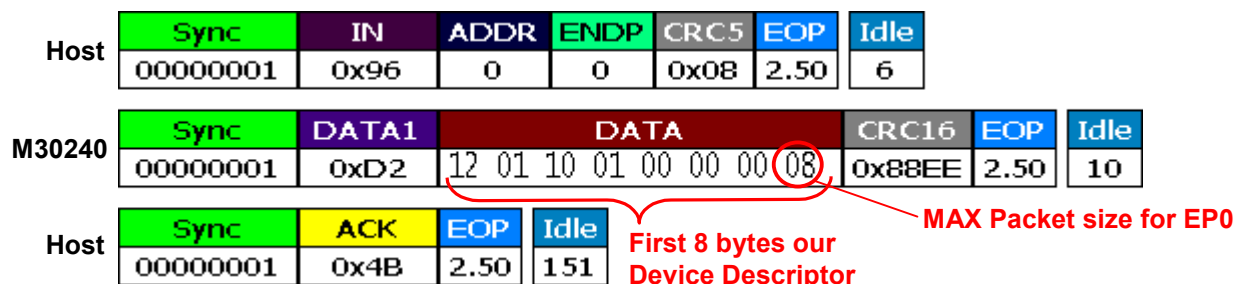 Host
Sync IN ADDR ENDP CRC5 EOP Idle
00000001 0x96 0 0 0x08 2.50 6
M30240
Sync DATA1 DATA CRC16 EOP Idle
00000001 0xD2 12 01 10 01 00 00 00 08 0x88EE 2.50 10
MAX Packet size for EP0
Host
Sync ACK EOP Idle
00000001 0x4B 2.50 151
First 8 bytes our
Device Descriptor